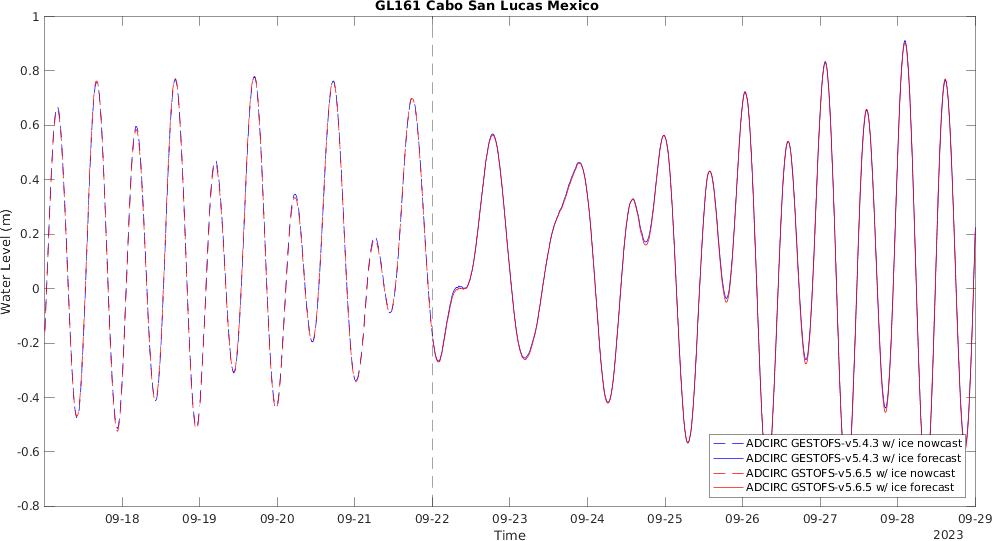 GL161 Cabo San Lucas Mexico
1
0.8
0.6
0.4
0.2
0
-0.2
-0.4
-0.6
-0.8
Water Level (m)
ADCIRC GESTOFS-v5.4.3 w/ ice nowcast
ADCIRC GESTOFS-v5.4.3 w/ ice forecast
ADCIRC GSTOFS-v5.6.5 w/ ice nowcast
ADCIRC GSTOFS-v5.6.5 w/ ice forecast
09-18 09-19 09-20 09-21 09-22 09-23 09-24 09-25 09-26 09-27 09-28 09-29
Time
2023